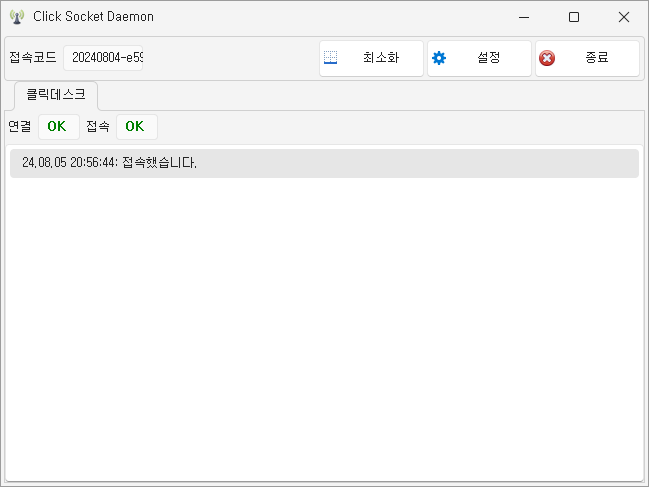 Click Socket Daemon
접속코드 20240804-e59 최소화 설정 종료
클릭데스크
연결 OK 접속 OK
24.08.05 20:56:44: 접속했습니다.